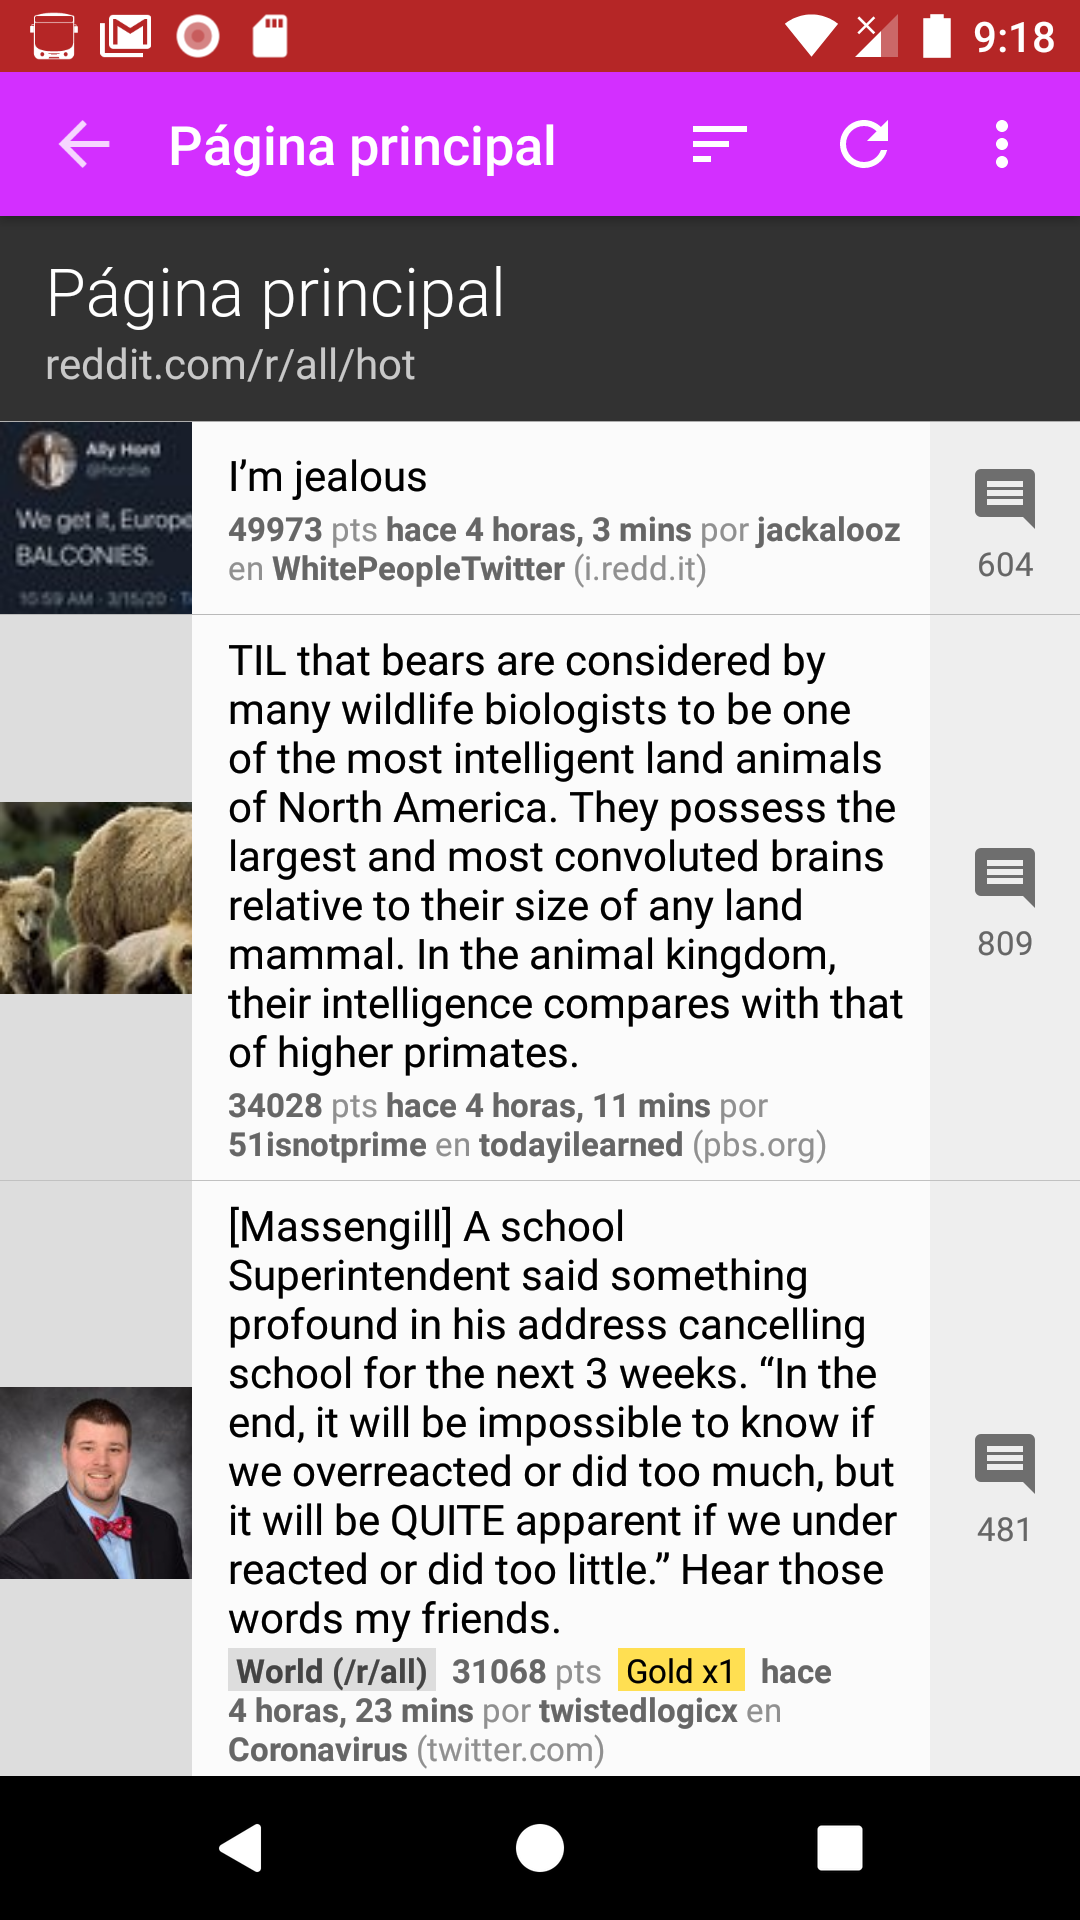 9:18
Página principal
Página principal
reddit.com/r/all/hot
Ally Hord
@hordie
We get it, Europe
BALCONIES.
10:59 AM · 3/15/20 · T
I’m jealous
49973 pts hace 4 horas, 3 mins por jackalooz
en WhitePeopleTwitter (i.redd.it)
604
TIL that bears are considered by
many wildlife biologists to be one
of the most intelligent land animals
of North America. They possess the
largest and most convoluted brains
relative to their size of any land
mammal. In the animal kingdom,
their intelligence compares with that
of higher primates.
34028 pts hace 4 horas, 11 mins por
51isnotprime en todayilearned (pbs.org)
809
[Massengill] A school
Superintendent said something
profound in his address cancelling
school for the next 3 weeks. “In the
end, it will be impossible to know if
we overreacted or did too much, but
it will be QUITE apparent if we under
reacted or did too little.” Hear those
words my friends.
World (/r/all) 31068 pts Gold x1 hace
4 horas, 23 mins por twistedlogicx en
Coronavirus (twitter.com)
481